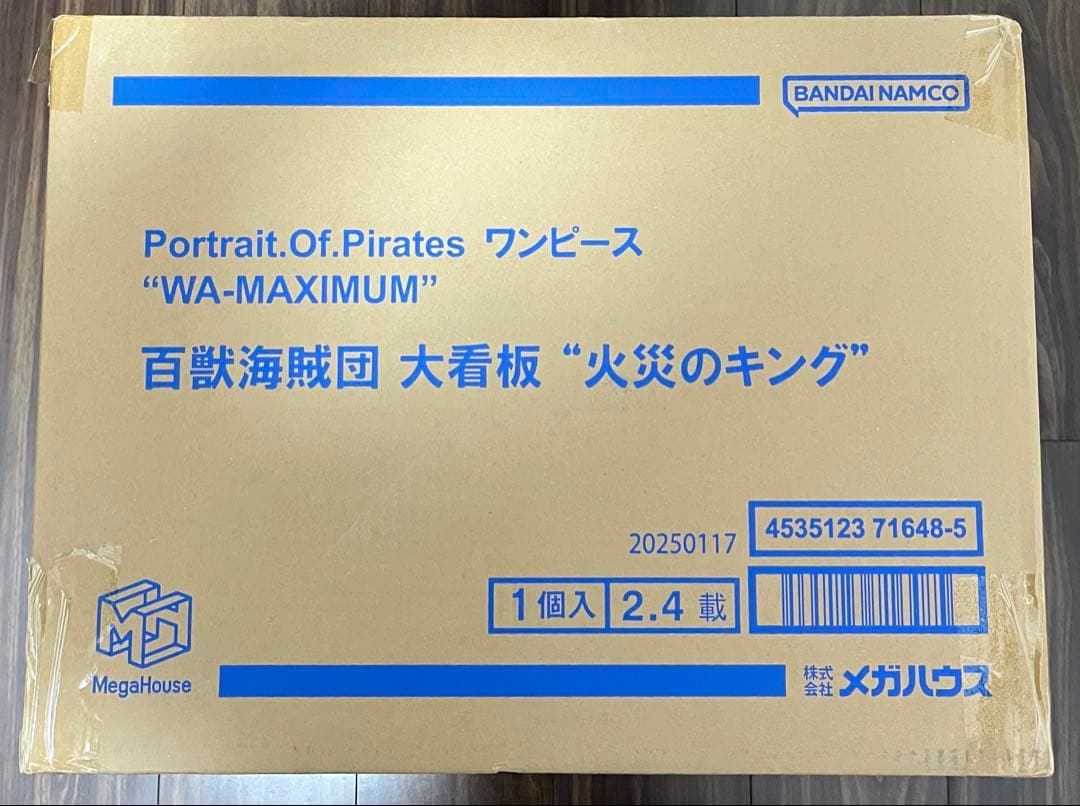 BANDAI NAMCO
Portrait.Of.Pirates ワンピース
“WA-MAXIMUM”
百獣海賊団 大看板 “火災のキング”
20250117
4535123 71648-5
1個入 2.4 載
MegaHouse
株式会社 メガハウス